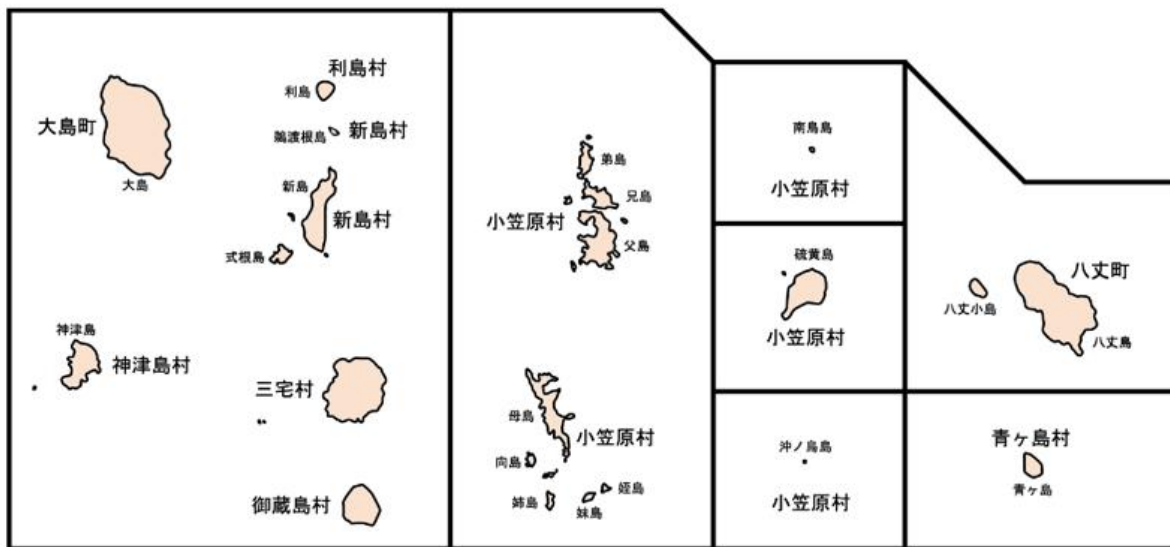 利島村
利島
大島町
鵜渡根島
新島村
大島
新島
新島村
式根島
神津島
神津島村
三宅村
御蔵島村
弟島
兄島
小笠原村
父島
母島
小笠原村
向島
姉島
妹島
姪島
南鳥島
小笠原村
硫黄島
小笠原村
沖ノ鳥島
小笠原村
八丈町
八丈小島
八丈島
青ヶ島村
青ヶ島